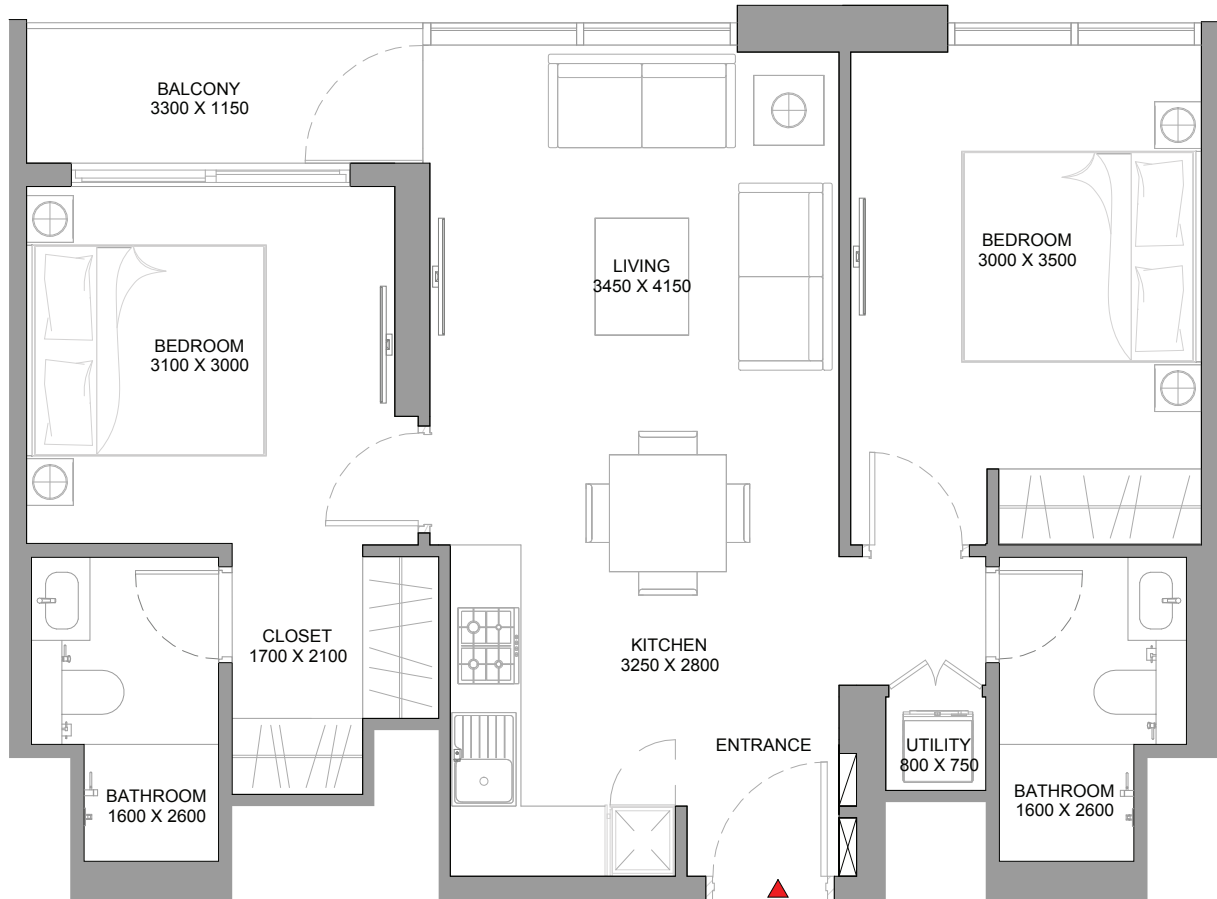 BALCONY
3300 X 1150
BEDROOM
3100 X 3000
LIVING
3450 X 4150
BEDROOM
3000 X 3500
CLOSET
1700 X 2100
KITCHEN
3250 X 2800
ENTRANCE
UTILITY
800 X 750
BATHROOM
1600 X 2600
BATHROOM
1600 X 2600